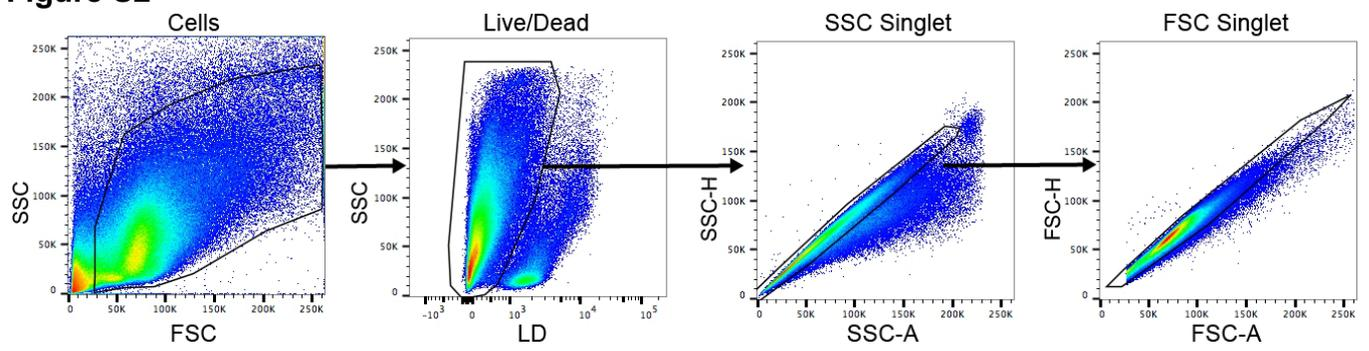 Figure S2
Cells
Live/Dead
SSC Singlet
FSC Singlet
250K
200K
150K
100K
50K
0
SSC
0
50K
100K
150K
200K
250K
FSC
250K
200K
150K
100K
50K
0
SSC
-10³
0
10³
10⁴
10⁵
LD
250K
200K
150K
100K
50K
0
SSC-H
0
50K
100K
150K
200K
250K
SSC-A
250K
200K
150K
100K
50K
0
FSC-H
0
50K
100K
150K
200K
250K
FSC-A